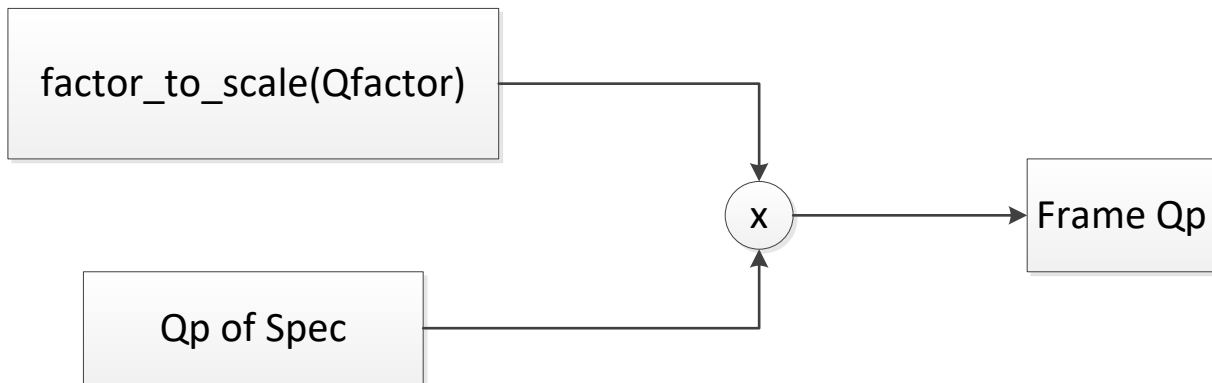 factor_to_scale(Qfactor)
x
Frame Qp
Qp of Spec